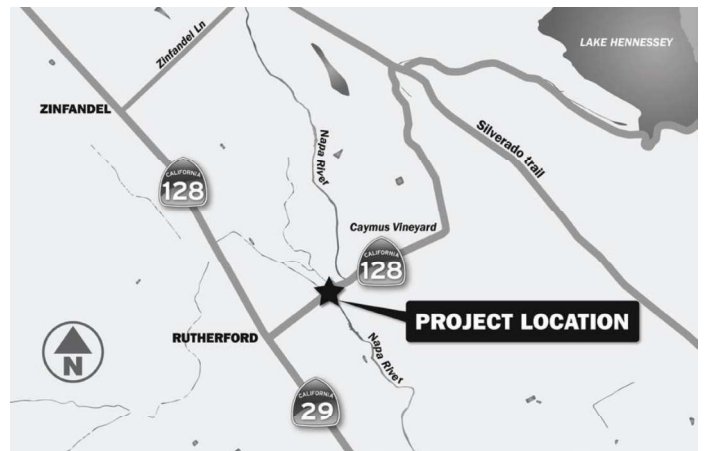 LAKE HENNESSEY
Zinfandel Ln
ZINFANDEL
Silverado trail
Napa River
CALIFORNIA
128
Caymus Vineyard
CALIFORNIA
128
PROJECT LOCATION
RUTHERFORD
Napa River
N
CALIFORNIA
29